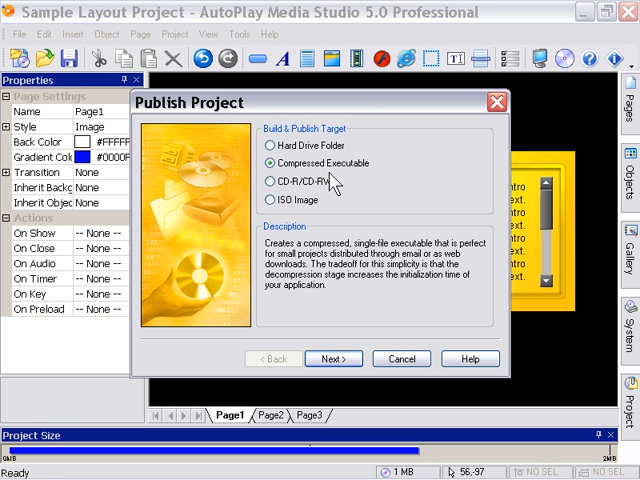 Sample Layout Project - AutoPlay Media Studio 5.0 Professional
File Edit Insert Object Page Project View Tools Help
Properties
Page Settings
Name Page1
Style Image
Back Color #FFFFF
Gradient Colo #0000F
Transition None
Inherit Backg None
Inherit Objec None
Actions
On Show -- None --
On Close -- None --
On Audio -- None --
On Timer -- None --
On Key -- None --
On Preload -- None --
Publish Project
Build & Publish Target
Hard Drive Folder
Compressed Executable
CD-R/CD-RW
ISO Image
Description
Creates a compressed, single-file executable that is perfect
for small projects distributed through email or as web
downloads. The tradeoff for this simplicity is that the
decompression stage increases the initialization time of
your application.
< Back Next > Cancel Help
ntro
ext.
ntro
ext.
ntro
ext.
Pages
Objects
Gallery
System
Project
Page1 Page2 Page3
Project Size
0MB 2MB
Ready 1 MB 56,-97 NO SEL NO SEL